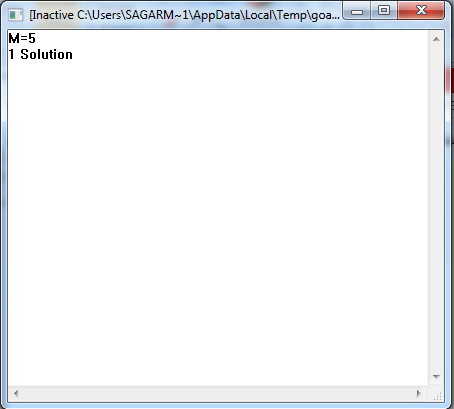 [Inactive C:\Users\SAGARM~1\AppData\Local\Temp\goa...
M=5
1 Solution